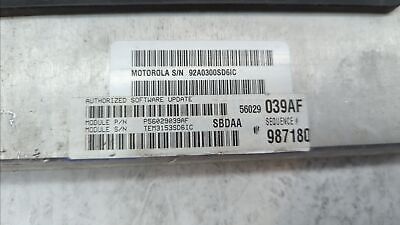 MOTOROLA S/N 92A0300SD6IC
AUTHORIZED SOFTWARE UPDATE
56029 039AF
MODULE P/N P56029039AF
MODULE S/N TEM3153SD6IC
SBDAA
SEQUENCE #
# 987180